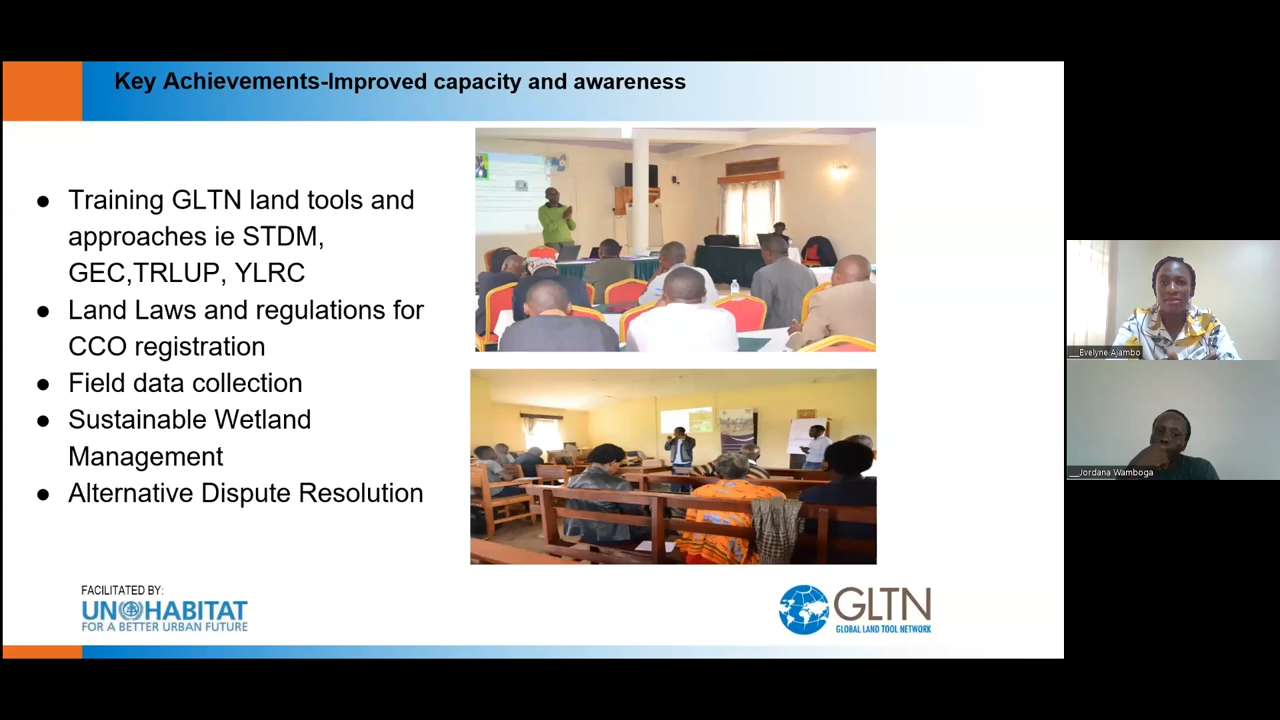 Key Achievements-Improved capacity and awareness
● Training GLTN land tools and
approaches ie STDM,
GEC,TRLUP, YLRC
● Land Laws and regulations for
CCO registration
● Field data collection
● Sustainable Wetland
Management
● Alternative Dispute Resolution
FACILITATED BY:
UN HABITAT
FOR A BETTER URBAN FUTURE
GLTN
GLOBAL LAND TOOL NETWORK
__Evelyne Ajambo
__Jordana Wamboga